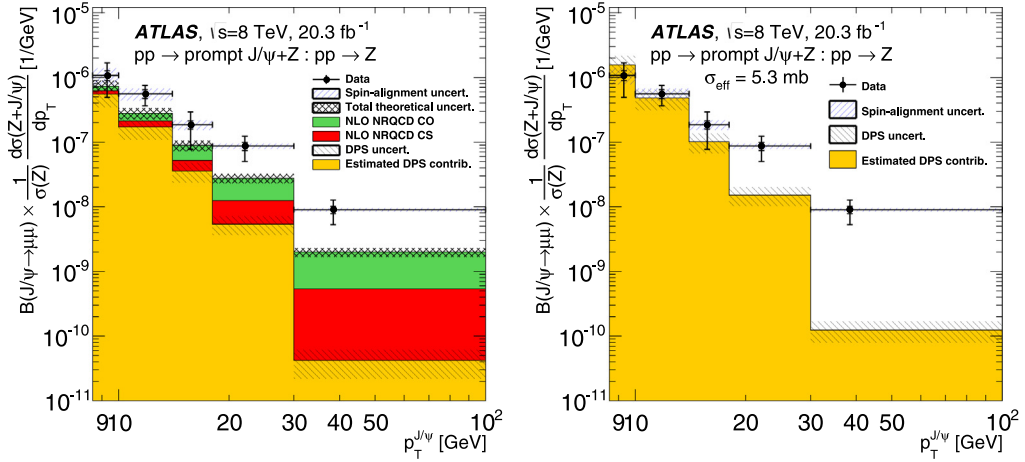 ATLAS, √s=8 TeV, 20.3 fb⁻¹
pp → prompt J/ψ+Z : pp → Z
Data
Spin-alignment uncert.
Total theoretical uncert.
NLO NRQCD CO
NLO NRQCD CS
DPS uncert.
Estimated DPS contrib.
B(J/ψ→μμ) × 1/σ(Z) dσ(Z+J/ψ)/dp_T [1/GeV]
10⁻⁵
10⁻⁶
10⁻⁷
10⁻⁸
10⁻⁹
10⁻¹⁰
10⁻¹¹
9 10 20 30 40 50 10²
p_T^{J/ψ} [GeV]
ATLAS, √s=8 TeV, 20.3 fb⁻¹
pp → prompt J/ψ+Z : pp → Z
σ_eff = 5.3 mb
Data
Spin-alignment uncert.
DPS uncert.
Estimated DPS contrib.
B(J/ψ→μμ) × 1/σ(Z) dσ(Z+J/ψ)/dp_T [1/GeV]
10⁻⁵
10⁻⁶
10⁻⁷
10⁻⁸
10⁻⁹
10⁻¹⁰
10⁻¹¹
9 10 20 30 40 50 10²
p_T^{J/ψ} [GeV]